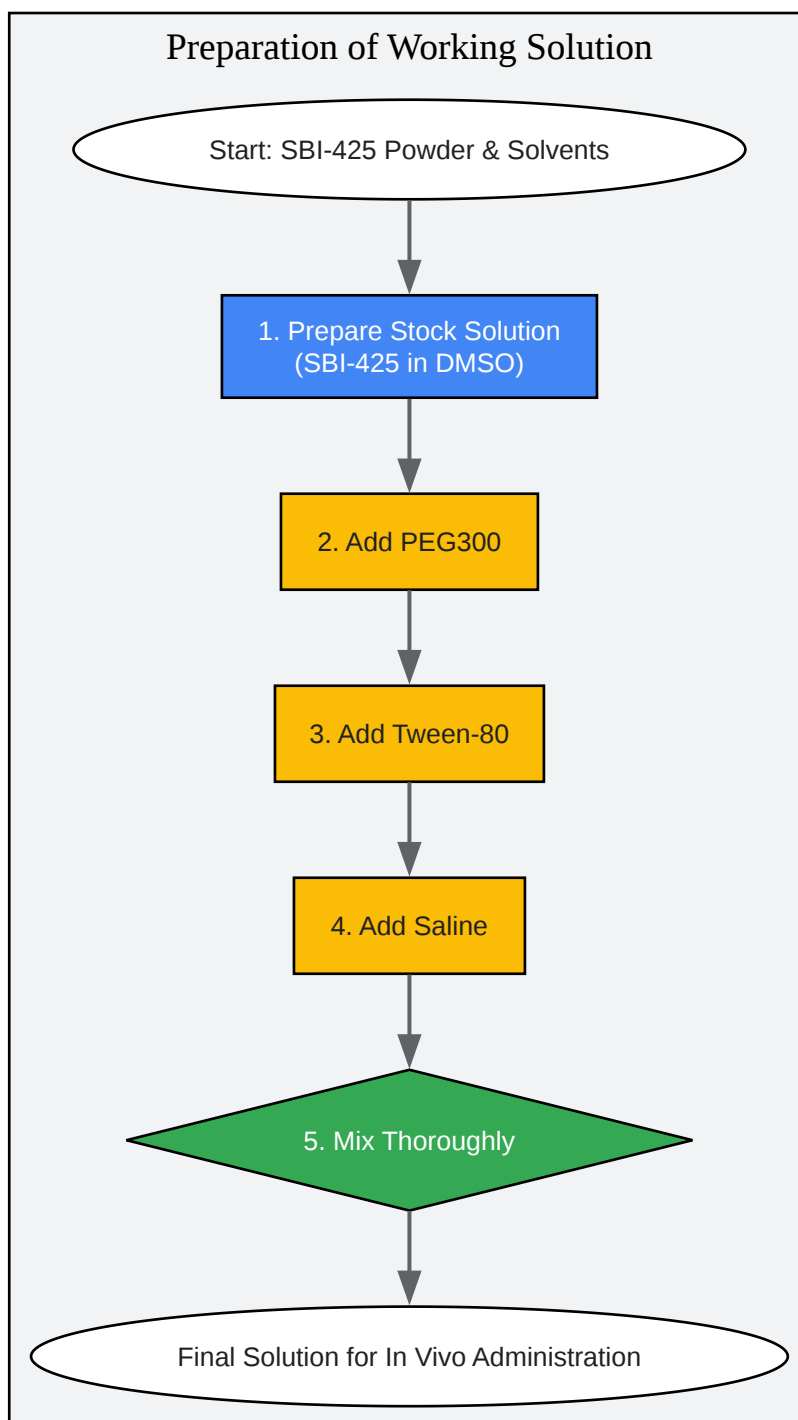 Preparation of Working Solution
Start: SBI-425 Powder & Solvents
1. Prepare Stock Solution
(SBI-425 in DMSO)
2. Add PEG300
3. Add Tween-80
4. Add Saline
5. Mix Thoroughly
Final Solution for In Vivo Administration